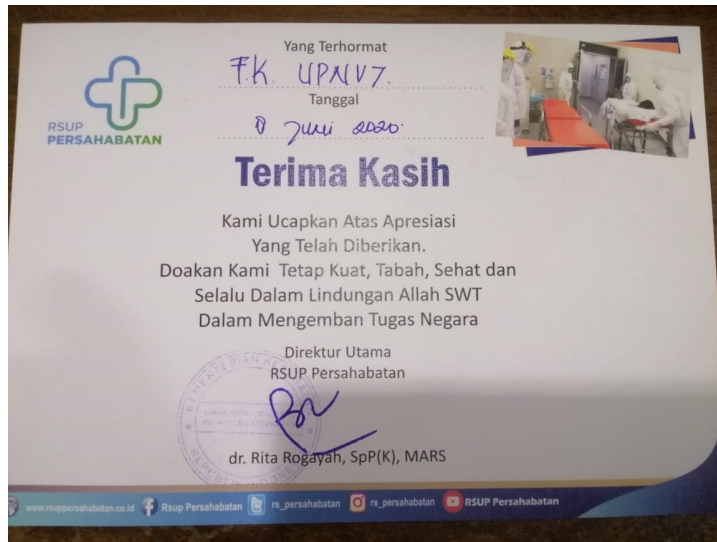 RSUP
PERSAHABATAN
Yang Terhormat
F.K. UPNVJ.
Tanggal
Juni 2020.
Terima Kasih
Kami Ucapkan Atas Apresiasi
Yang Telah Diberikan.
Doakan Kami Tetap Kuat, Tabah, Sehat dan
Selalu Dalam Lindungan Allah SWT
Dalam Mengemban Tugas Negara
Direktur Utama
RSUP Persahabatan
dr. Rita Rogayah, SpP(K), MARS
www.rsuppersahabatan.co.id Rsup Persahabatan rs_persahabatan rs_persahabatan RSUP Persahabatan